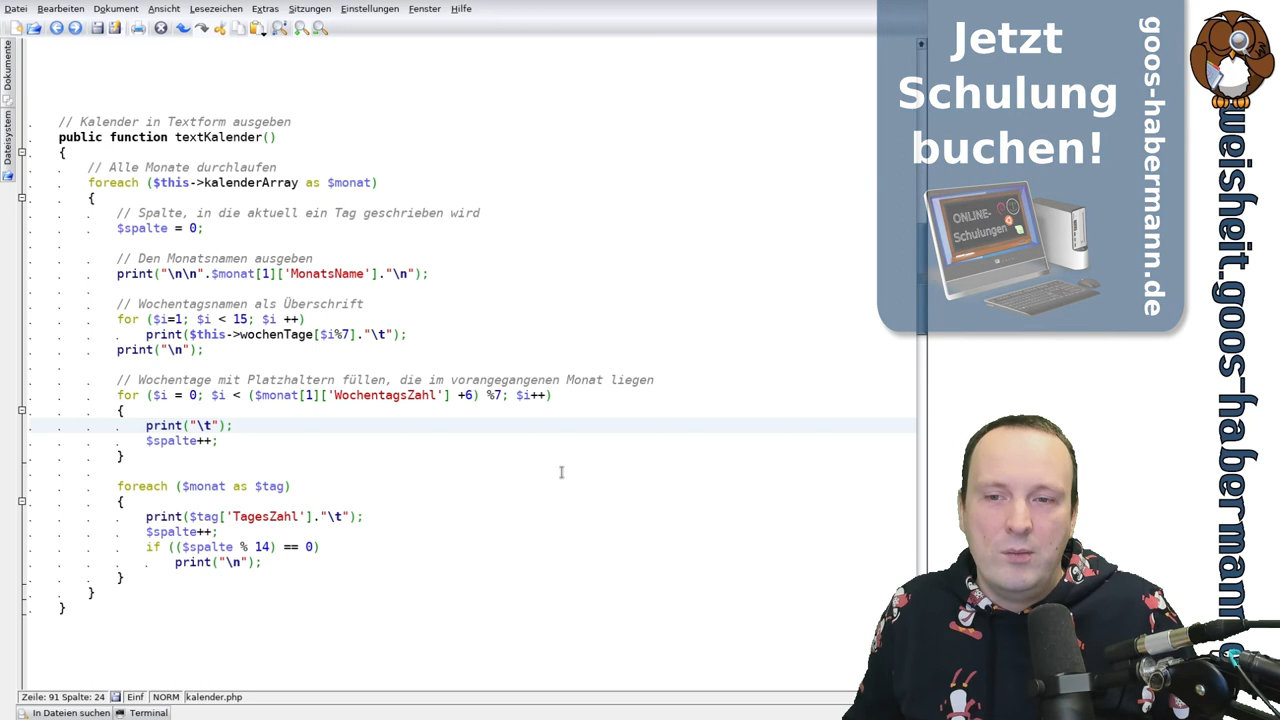 Datei Bearbeiten Dokument Ansicht Lesezeichen Extras Sitzungen Einstellungen Fenster Hilfe
Dokumente
Dateisystem
// Kalender in Textform ausgeben
public function textKalender()
{
// Alle Monate durchlaufen
foreach ($this->kalenderArray as $monat)
{
// Spalte, in die aktuell ein Tag geschrieben wird
$spalte = 0;
// Den Monatsnamen ausgeben
print("\n\n".$monat[1]['MonatsName']."\n");
// Wochentagsnamen als Überschrift
for ($i=1; $i < 15; $i ++)
print($this->wochenTage[$i%7]."\t");
print("\n");
// Wochentage mit Platzhaltern füllen, die im vorangegangenen Monat liegen
for ($i = 0; $i < ($monat[1]['WochentagsZahl'] +6) %7; $i++)
{
print("\t");
$spalte++;
}
foreach ($monat as $tag)
{
print($tag['TagesZahl']."\t");
$spalte++;
if (($spalte % 14) == 0)
print("\n");
}
}
}
Zeile: 91 Spalte: 24 Einf NORM kalender.php
In Dateien suchen Terminal
Jetzt
Schulung
buchen!
goos-habermann.de
ONLINE-
Schulungen
weisheit.goos-habermann.d